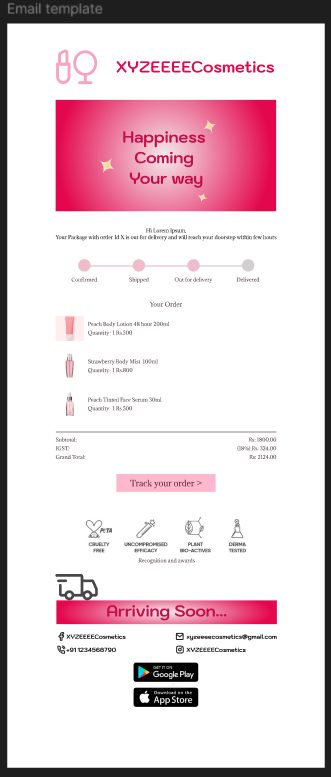 Email template
XYZEEEECosmetics
Happiness
Coming
Your way
Hi Lorem Ipsum,
Your Package with order Id X is out for delivery and will reach your doorstep within few hours
Confirmed Shipped Out for delivery Delivered
Your Order
Peach Body Lotion 48 hour 200ml
Quantity- 1 Rs.500
Strawberry Body Mist 100ml
Quantity- 1 Rs.800
Peach Tinted Face Serum 30ml
Quantity- 1 Rs.500
Subtotal: Rs: 1800.00
IGST: (18%) Rs: 324.00
Grand Total: Rs: 2124.00
Track your order >
PeTA
CRUELTY FREE
UNCOMPROMISED EFFICACY
PLANT BIO-ACTIVES
DERMA TESTED
Recognition and awards
Arriving Soon...
XYZEEEECosmetics xyzeeeecosmetics@gmail.com
+91 1234568790 XYZEEEECosmetics
GET IT ON
Google Play
Download on the
App Store